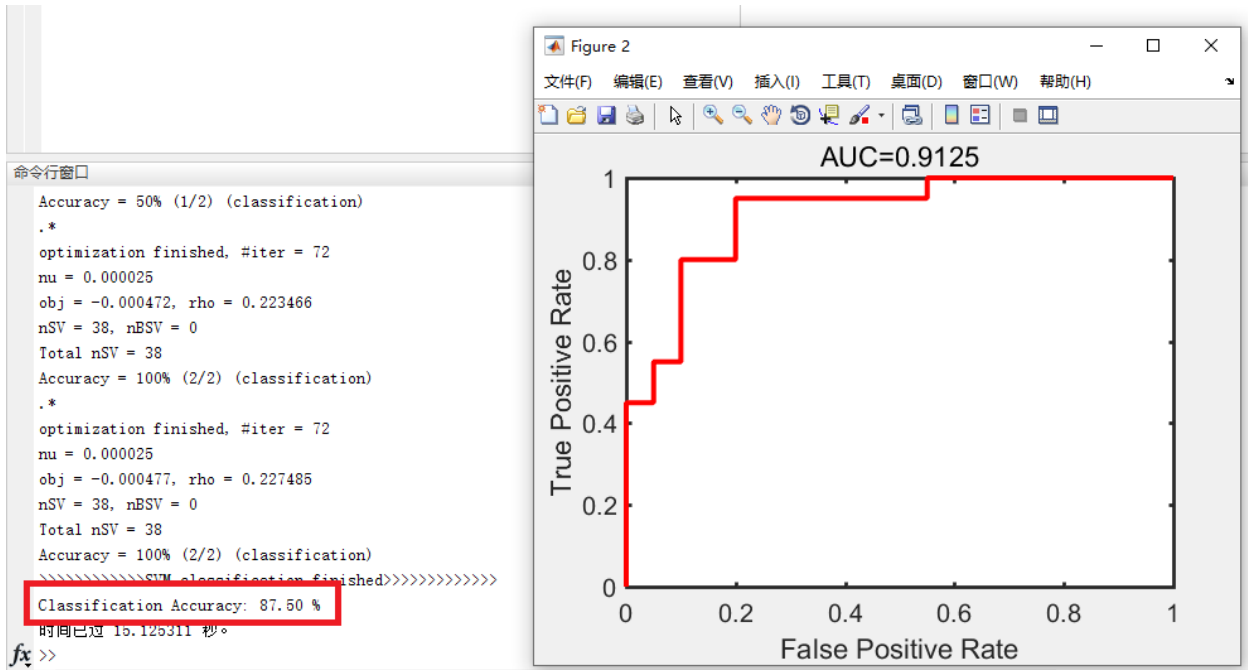 命令行窗口
Accuracy = 50% (1/2) (classification)
.*
optimization finished, #iter = 72
nu = 0.000025
obj = -0.000472, rho = 0.223466
nSV = 38, nBSV = 0
Total nSV = 38
Accuracy = 100% (2/2) (classification)
.*
optimization finished, #iter = 72
nu = 0.000025
obj = -0.000477, rho = 0.227485
nSV = 38, nBSV = 0
Total nSV = 38
Accuracy = 100% (2/2) (classification)
>>>>>>>>>>>>SVM classification finished>>>>>>>>>>>>>
Classification Accuracy: 87.50 %
时间已过 15.125311 秒。
fx >>
Figure 2
文件(F) 编辑(E) 查看(V) 插入(I) 工具(T) 桌面(D) 窗口(W) 帮助(H)
AUC=0.9125
True Positive Rate
1
0.8
0.6
0.4
0.2
0
0 0.2 0.4 0.6 0.8 1
False Positive Rate